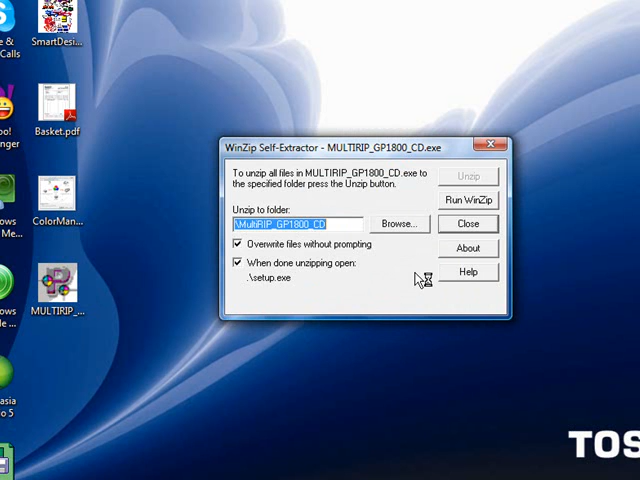 e &
Calls
SmartDesi...
oo!
nger
Basket.pdf
ows
Me...
ColorMan...
ows
le ...
MULTIRIP_...
asia
o 5
WinZip Self-Extractor - MULTIRIP_GP1800_CD.exe
To unzip all files in MULTIRIP_GP1800_CD.exe to
the specified folder press the Unzip button.
Unzip to folder:
\MultiRIP_GP1800_CD
Browse...
Overwrite files without prompting
When done unzipping open:
.\setup.exe
Unzip
Run WinZip
Close
About
Help
TOS